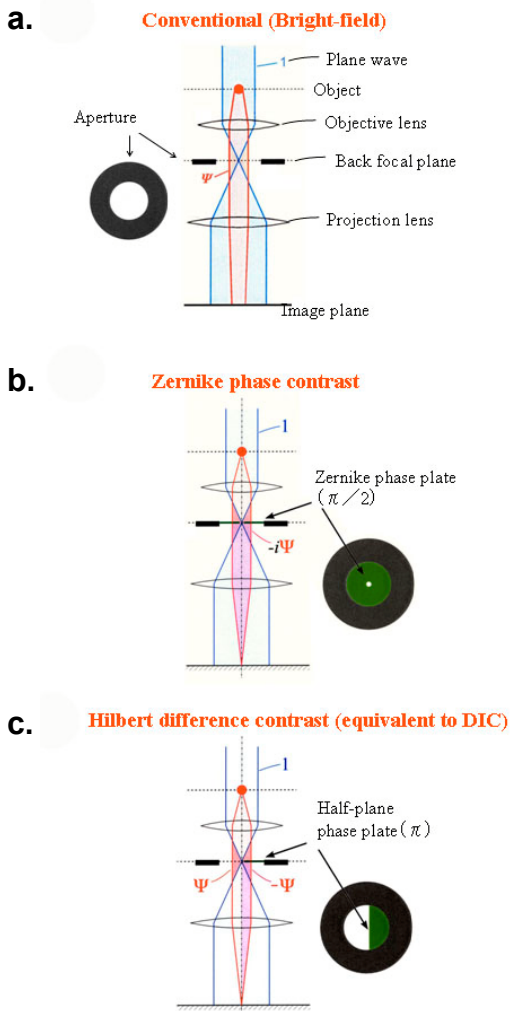 a.
Conventional (Bright-field)
1
Plane wave
Object
Aperture
Objective lens
Back focal plane
Ψ
Projection lens
Image plane
b.
Zernike phase contrast
1
Zernike phase plate
(π/2)
-iΨ
c.
Hilbert difference contrast (equivalent to DIC)
1
Half-plane
phase plate(π)
Ψ
-Ψ